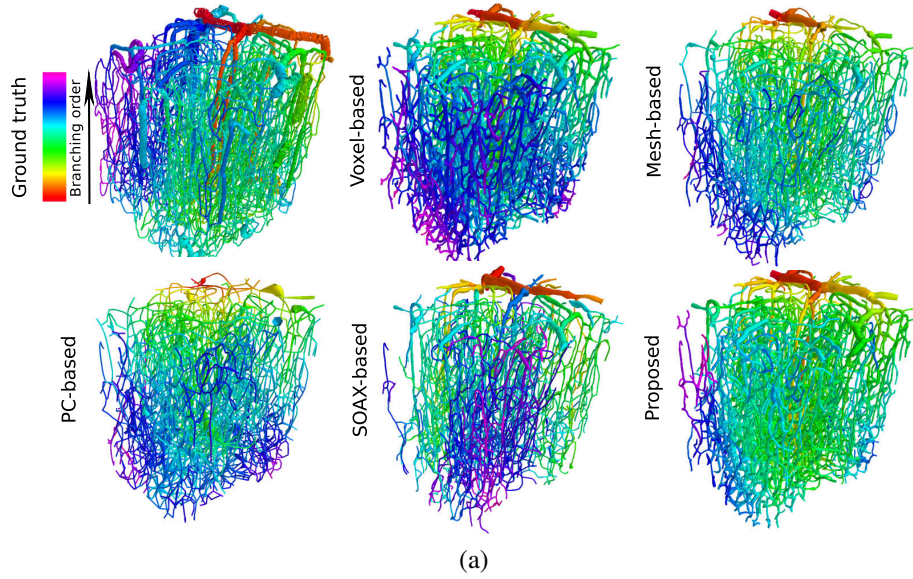 Ground truth
Branching order
Voxel-based
Mesh-based
PC-based
SOAX-based
Proposed
(a)